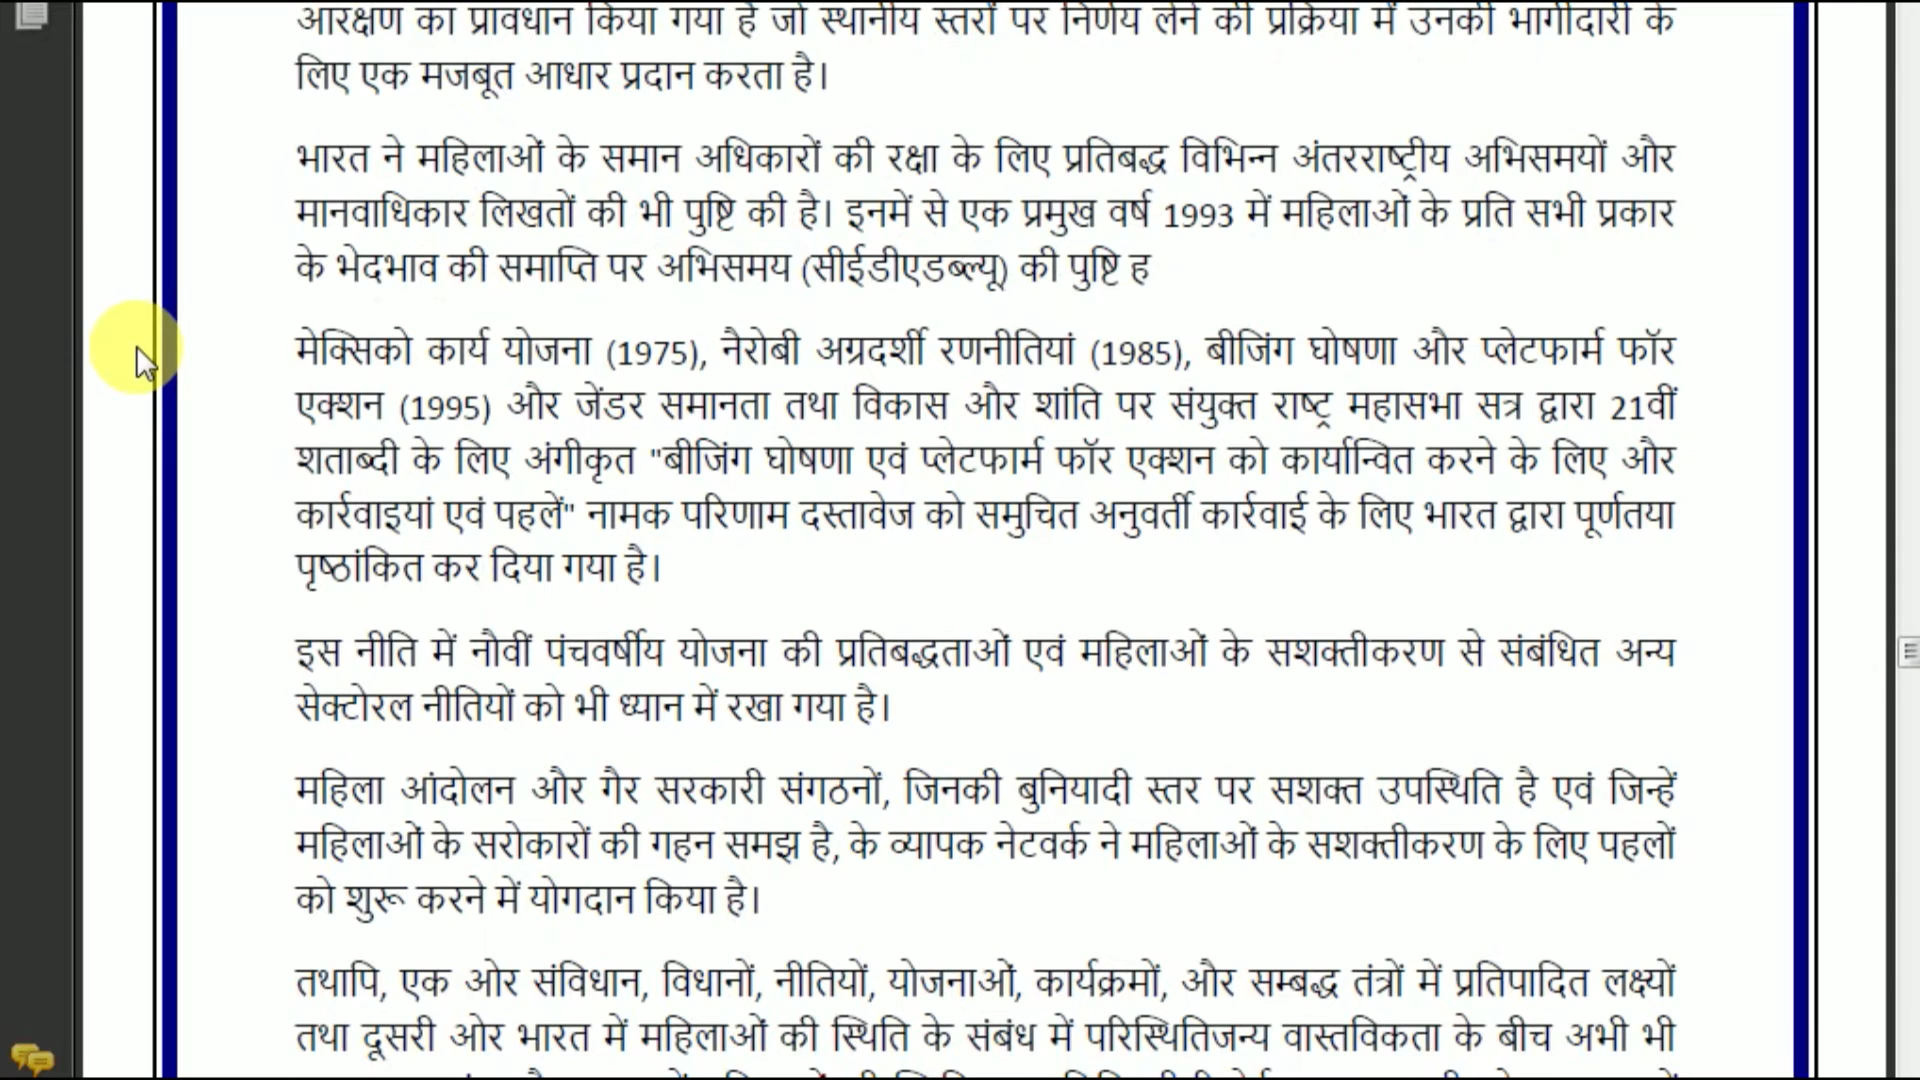 आरक्षण का प्रावधान किया गया है जो स्थानीय स्तरों पर निर्णय लेने की प्रक्रिया में उनकी भागीदारी के
लिए एक मजबूत आधार प्रदान करता है।
भारत ने महिलाओं के समान अधिकारों की रक्षा के लिए प्रतिबद्ध विभिन्न अंतरराष्ट्रीय अभिसमयों और
मानवाधिकार लिखतों की भी पुष्टि की है। इनमें से एक प्रमुख वर्ष 1993 में महिलाओं के प्रति सभी प्रकार
के भेदभाव की समाप्ति पर अभिसमय (सीईडीएडब्ल्यू) की पुष्टि ह
मेक्सिको कार्य योजना (1975), नैरोबी अग्रदर्शी रणनीतियां (1985), बीजिंग घोषणा और प्लेटफार्म फॉर
एक्शन (1995) और जेंडर समानता तथा विकास और शांति पर संयुक्त राष्ट्र महासभा सत्र द्वारा 21वीं
शताब्दी के लिए अंगीकृत "बीजिंग घोषणा एवं प्लेटफार्म फॉर एक्शन को कार्यान्वित करने के लिए और
कार्रवाइयां एवं पहलें" नामक परिणाम दस्तावेज को समुचित अनुवर्ती कार्रवाई के लिए भारत द्वारा पूर्णतया
पृष्ठांकित कर दिया गया है।
इस नीति में नौवीं पंचवर्षीय योजना की प्रतिबद्धताओं एवं महिलाओं के सशक्तीकरण से संबंधित अन्य
सेक्टोरल नीतियों को भी ध्यान में रखा गया है।
महिला आंदोलन और गैर सरकारी संगठनों, जिनकी बुनियादी स्तर पर सशक्त उपस्थिति है एवं जिन्हें
महिलाओं के सरोकारों की गहन समझ है, के व्यापक नेटवर्क ने महिलाओं के सशक्तीकरण के लिए पहलों
को शुरू करने में योगदान किया है।
तथापि, एक ओर संविधान, विधानों, नीतियों, योजनाओं, कार्यक्रमों, और सम्बद्ध तंत्रों में प्रतिपादित लक्ष्यों
तथा दूसरी ओर भारत में महिलाओं की स्थिति के संबंध में परिस्थितिजन्य वास्तविकता के बीच अभी भी